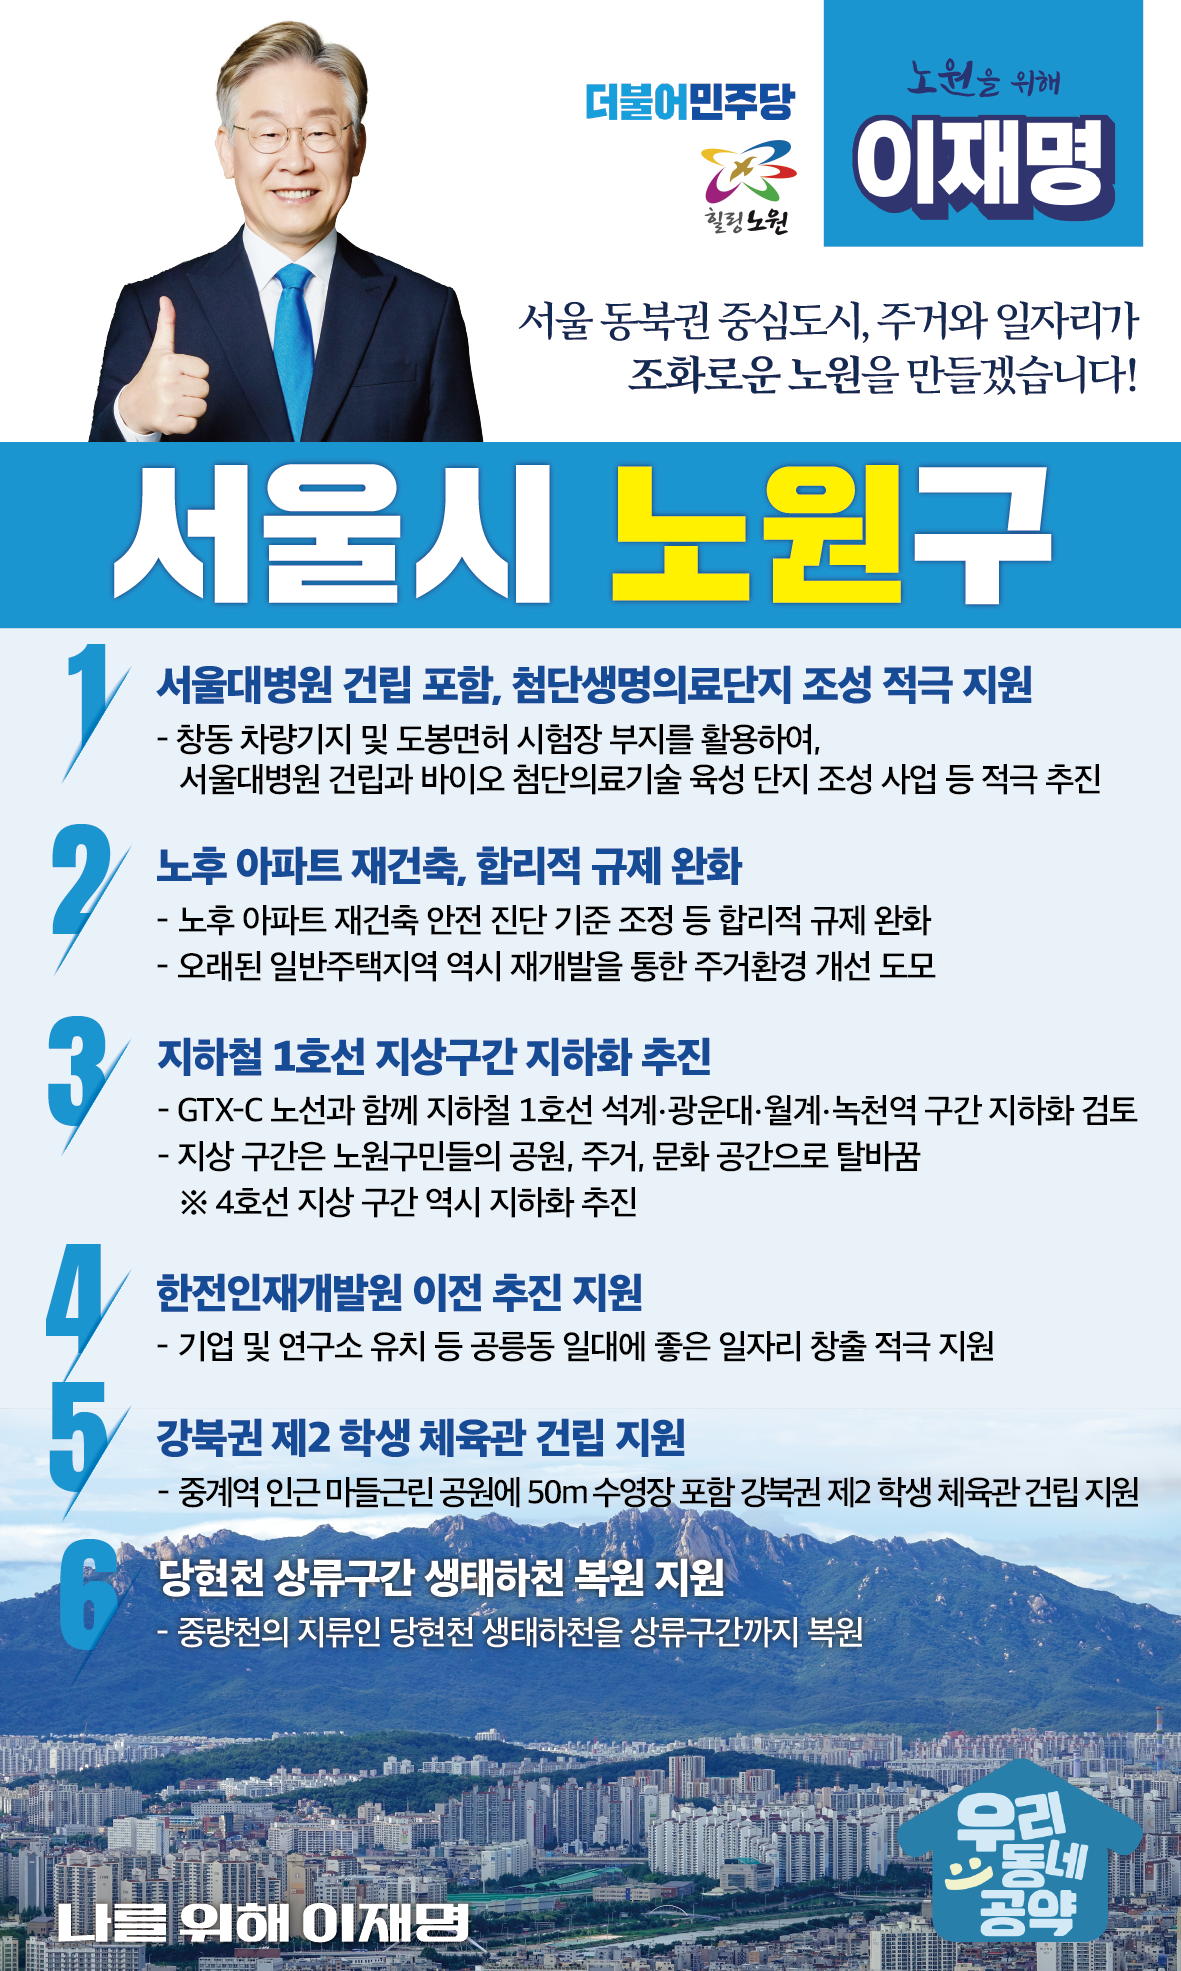 더불어민주당
힐링노원
노원을 위해
이재명
서울 동북권 중심도시, 주거와 일자리가
조화로운 노원을 만들겠습니다!
서울시 노원구
1 서울대병원 건립 포함, 첨단생명의료단지 조성 적극 지원
- 창동 차량기지 및 도봉면허 시험장 부지를 활용하여,
서울대병원 건립과 바이오 첨단의료기술 육성 단지 조성 사업 등 적극 추진
2 노후 아파트 재건축, 합리적 규제 완화
- 노후 아파트 재건축 안전 진단 기준 조정 등 합리적 규제 완화
- 오래된 일반주택지역 역시 재개발을 통한 주거환경 개선 도모
3 지하철 1호선 지상구간 지하화 추진
- GTX-C 노선과 함께 지하철 1호선 석계·광운대·월계·녹천역 구간 지하화 검토
- 지상 구간은 노원구민들의 공원, 주거, 문화 공간으로 탈바꿈
※ 4호선 지상 구간 역시 지하화 추진
4 한전인재개발원 이전 추진 지원
- 기업 및 연구소 유치 등 공릉동 일대에 좋은 일자리 창출 적극 지원
5 강북권 제2 학생 체육관 건립 지원
- 중계역 인근 마들근린 공원에 50m 수영장 포함 강북권 제2 학생 체육관 건립 지원
6 당현천 상류구간 생태하천 복원 지원
- 중량천의 지류인 당현천 생태하천을 상류구간까지 복원
우리
동네
공약
나를 위해 이재명